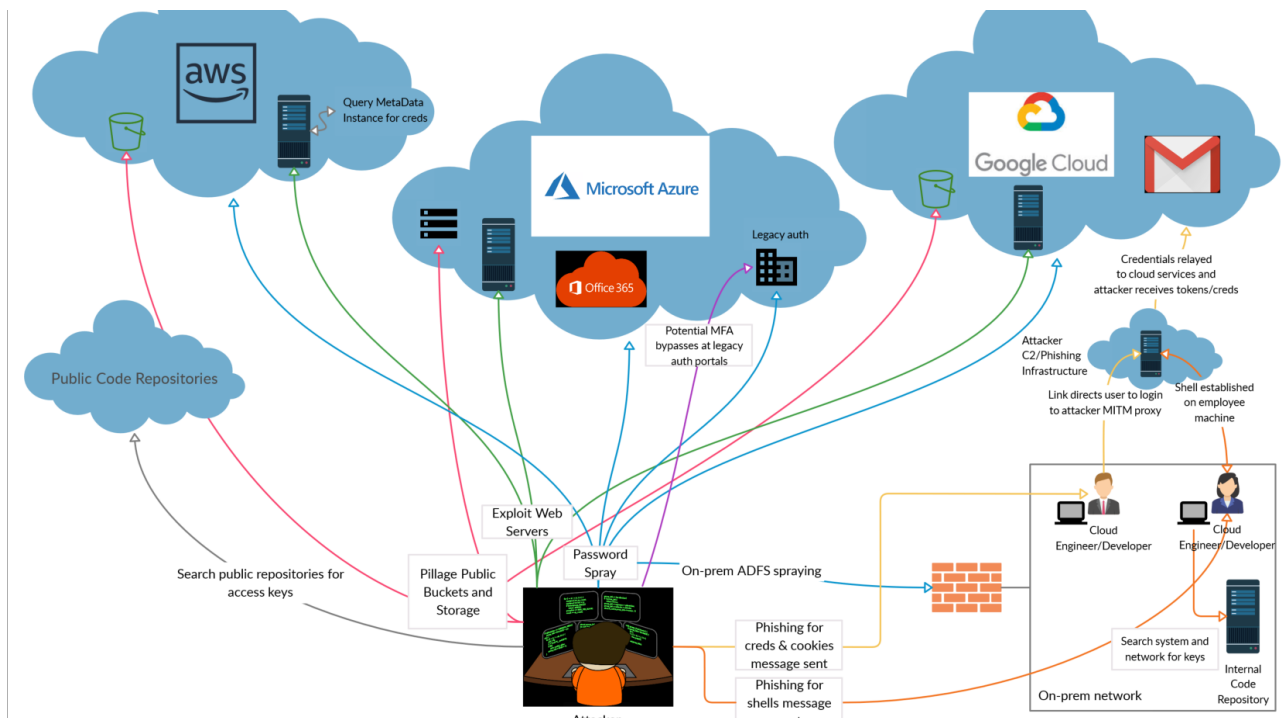 aws
Query MetaData
Instance for creds
Microsoft Azure
Office 365
Legacy auth
Google Cloud
Credentials relayed
to cloud services and
attacker receives tokens/creds
Potential MFA
bypasses at legacy
auth portals
Attacker
C2/Phishing
Infrastructure
Link directs user to login
to attacker MITM proxy
Shell established
on employee
machine
Public Code Repositories
Exploit Web
Servers
Password
Spray
On-prem ADFS spraying
Search public repositories for
access keys
Pillage Public
Buckets and
Storage
Cloud
Engineer/Developer
Cloud
Engineer/Developer
Phishing for
creds & cookies
message sent
Search system and
network for keys
Internal
Code
Repository
Phishing for
shells message
On-prem network